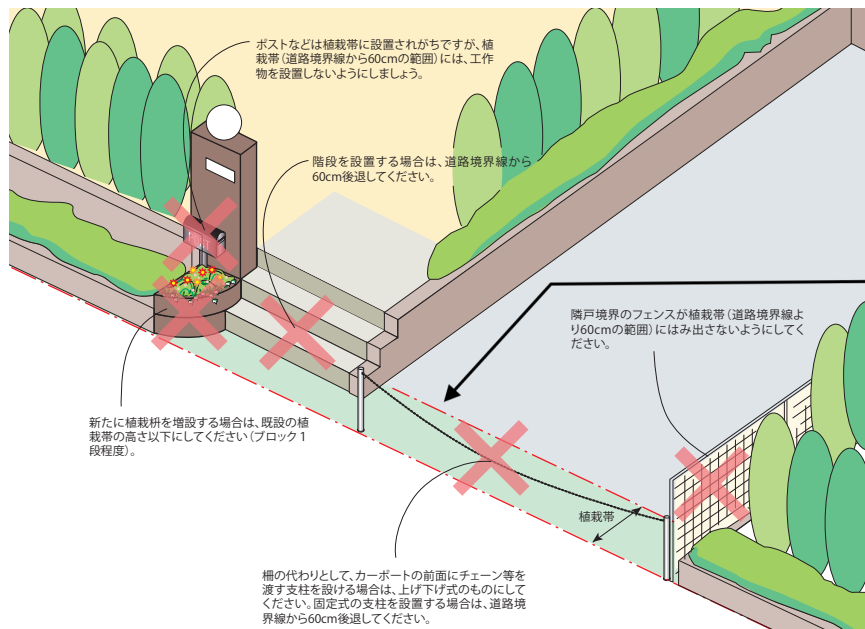 ポストなどは植栽帯に設置されがちですが、植
栽帯（道路境界線から60cmの範囲）には、工作
物を設置しないようにしましょう。
階段を設置する場合は、道路境界線から
60cm後退してください。
隣戸境界のフェンスが植栽帯（道路境界線よ
り60cmの範囲）にはみ出さないようにしてく
ださい。
新たに植栽枡を増設する場合は、既設の植
栽帯の高さ以下にしてください（ブロック１
段程度）。
植栽帯
柵の代わりとして、カーポートの前面にチェーン等を
渡す支柱を設ける場合は、上げ下げ式のものにして
ください。固定式の支柱を設置する場合は、道路境
界線から60cm後退してください。